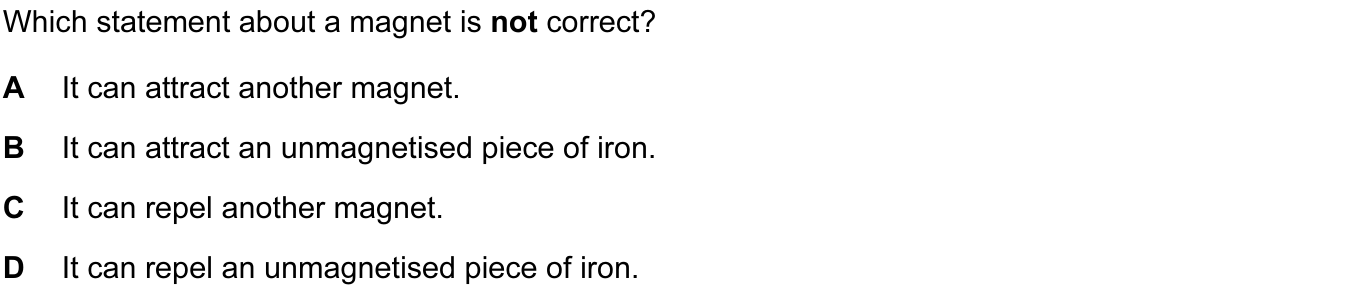 Which statement about a magnet is not correct?
A It can attract another magnet.
B It can attract an unmagnetised piece of iron.
C It can repel another magnet.
D It can repel an unmagnetised piece of iron.